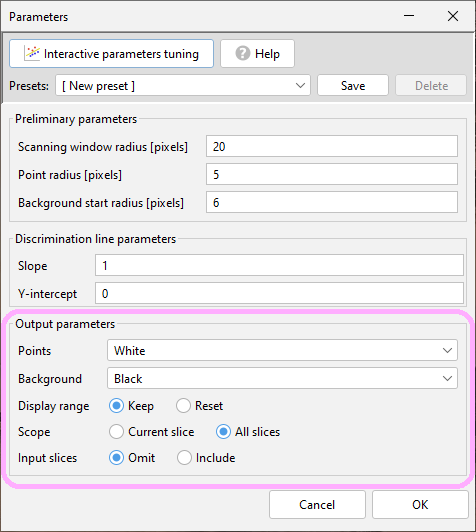 Parameters
Interactive parameters tuning
Help
Presets: [ New preset ] Save Delete
Preliminary parameters
Scanning window radius [pixels] 20
Point radius [pixels] 5
Background start radius [pixels] 6
Discrimination line parameters
Slope 1
Y-intercept 0
Output parameters
Points White
Background Black
Display range Keep Reset
Scope Current slice All slices
Input slices Omit Include
Cancel OK